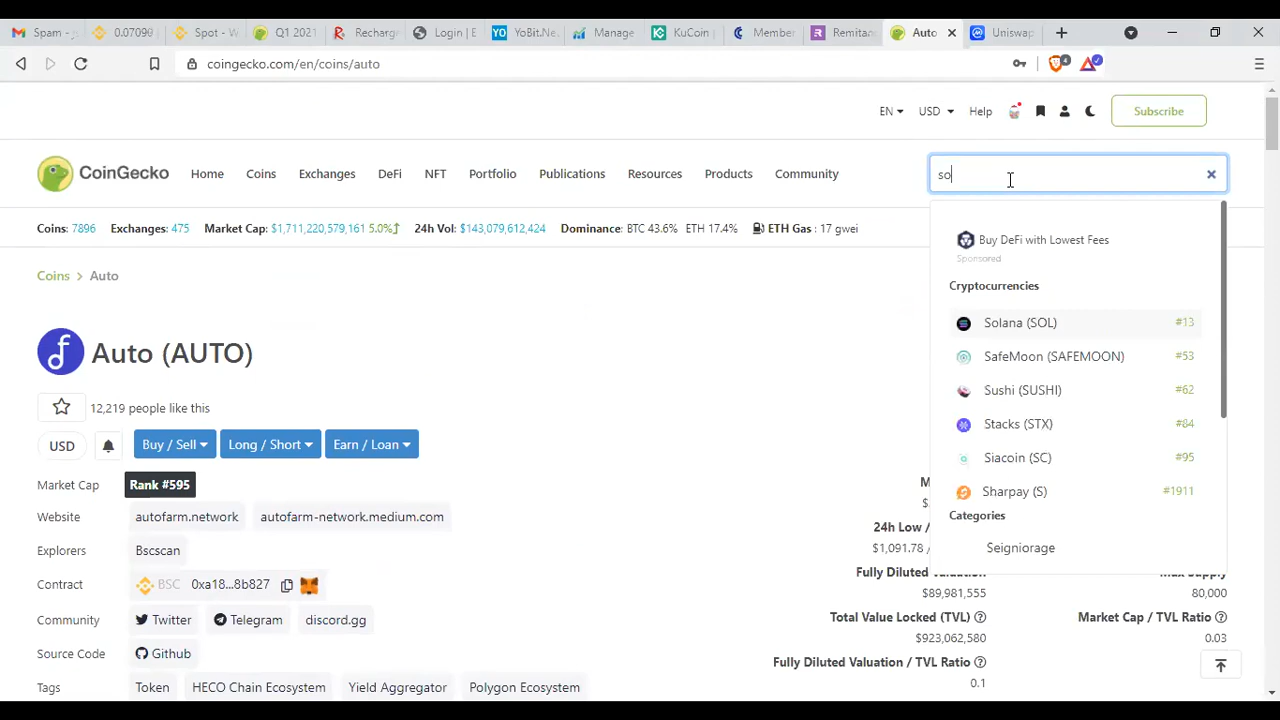 Spam - j
0.07090
Spot - W
Q1 2021
Recharg
Login | E
YO YoBit.Ne
Manage
KuCoin
Member
Remita
Auto
Uniswap
coingecko.com/en/coins/auto
EN USD Help Subscribe
CoinGecko Home Coins Exchanges DeFi NFT Portfolio Publications Resources Products Community
so
Coins: 7896 Exchanges: 475 Market Cap: $1,711,220,579,161 5.0% 24h Vol: $143,079,612,424 Dominance: BTC 43.6% ETH 17.4% ETH Gas: 17 gwei
Buy DeFi with Lowest Fees
Sponsored
Cryptocurrencies
Solana (SOL) #13
SafeMoon (SAFEMOON) #53
Sushi (SUSHI) #62
Stacks (STX) #84
Siacoin (SC) #95
Sharpay (S) #1911
Categories
Seigniorage
Coins > Auto
Auto (AUTO)
12,219 people like this
USD Buy / Sell Long / Short Earn / Loan
Market Cap Rank #595
Website autofarm.network autofarm-network.medium.com
Explorers Bscscan
Contract BSC 0xa18...8b827
Community Twitter Telegram discord.gg
Source Code Github
Tags Token HECO Chain Ecosystem Yield Aggregator Polygon Ecosystem
24h Low /
$1,091.78 /
Fully Diluted Valuation
$89,981,555
Max Supply
80,000
Total Value Locked (TVL)
$923,062,580
Market Cap / TVL Ratio
0.03
Fully Diluted Valuation / TVL Ratio
0.1